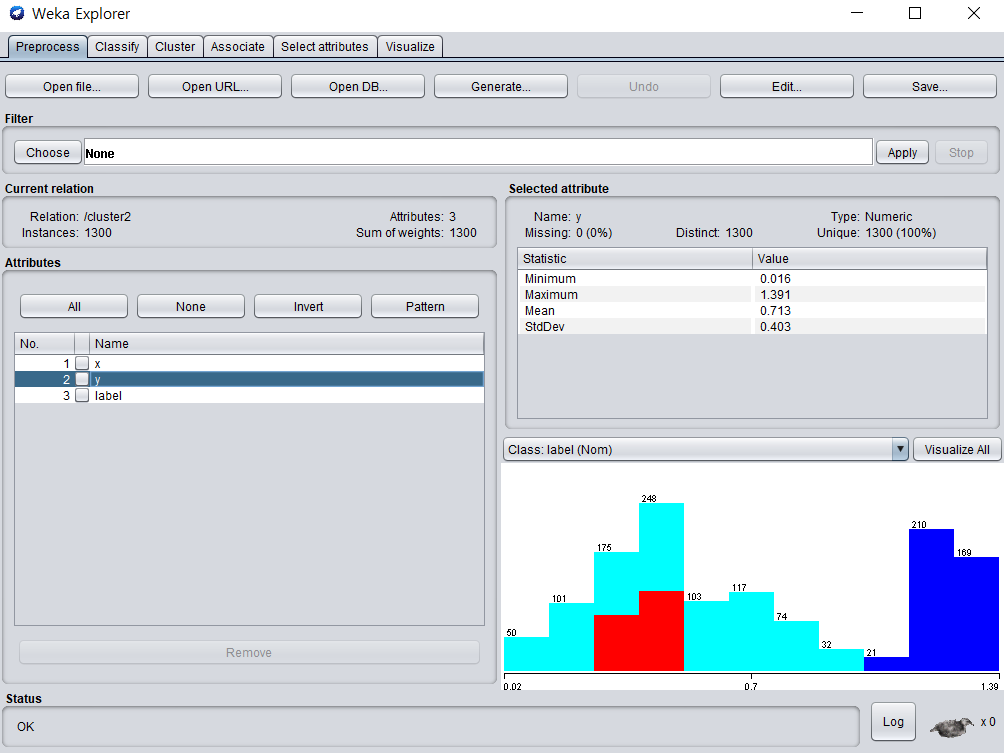 Weka Explorer
Preprocess Classify Cluster Associate Select attributes Visualize
Open file... Open URL... Open DB... Generate... Undo Edit... Save...
Filter
Choose None Apply Stop
Current relation
Relation: /cluster2 Attributes: 3
Instances: 1300 Sum of weights: 1300
Attributes
All None Invert Pattern
No. Name
1 x
2 y
3 label
Remove
Selected attribute
Name: y Type: Numeric
Missing: 0 (0%) Distinct: 1300 Unique: 1300 (100%)
Statistic Value
Minimum 0.016
Maximum 1.391
Mean 0.713
StdDev 0.403
Class: label (Nom) Visualize All
50 101 175 248 103 117 74 32 21 210 169
0.02 0.7 1.39
Status
OK Log x 0